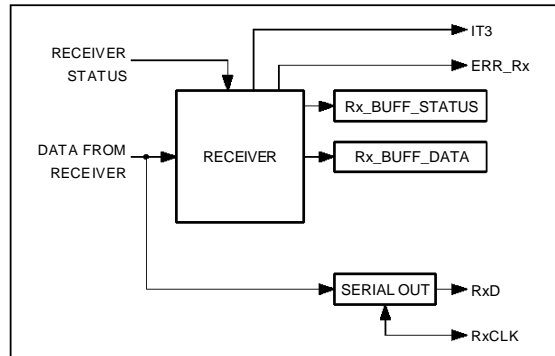 IT3
RECEIVER
STATUS
ERR_Rx
Rx_BUFF_STATUS
DATA FROM
RECEIVER
RECEIVER
Rx_BUFF_DATA
SERIAL OUT
RxD
RxCLK